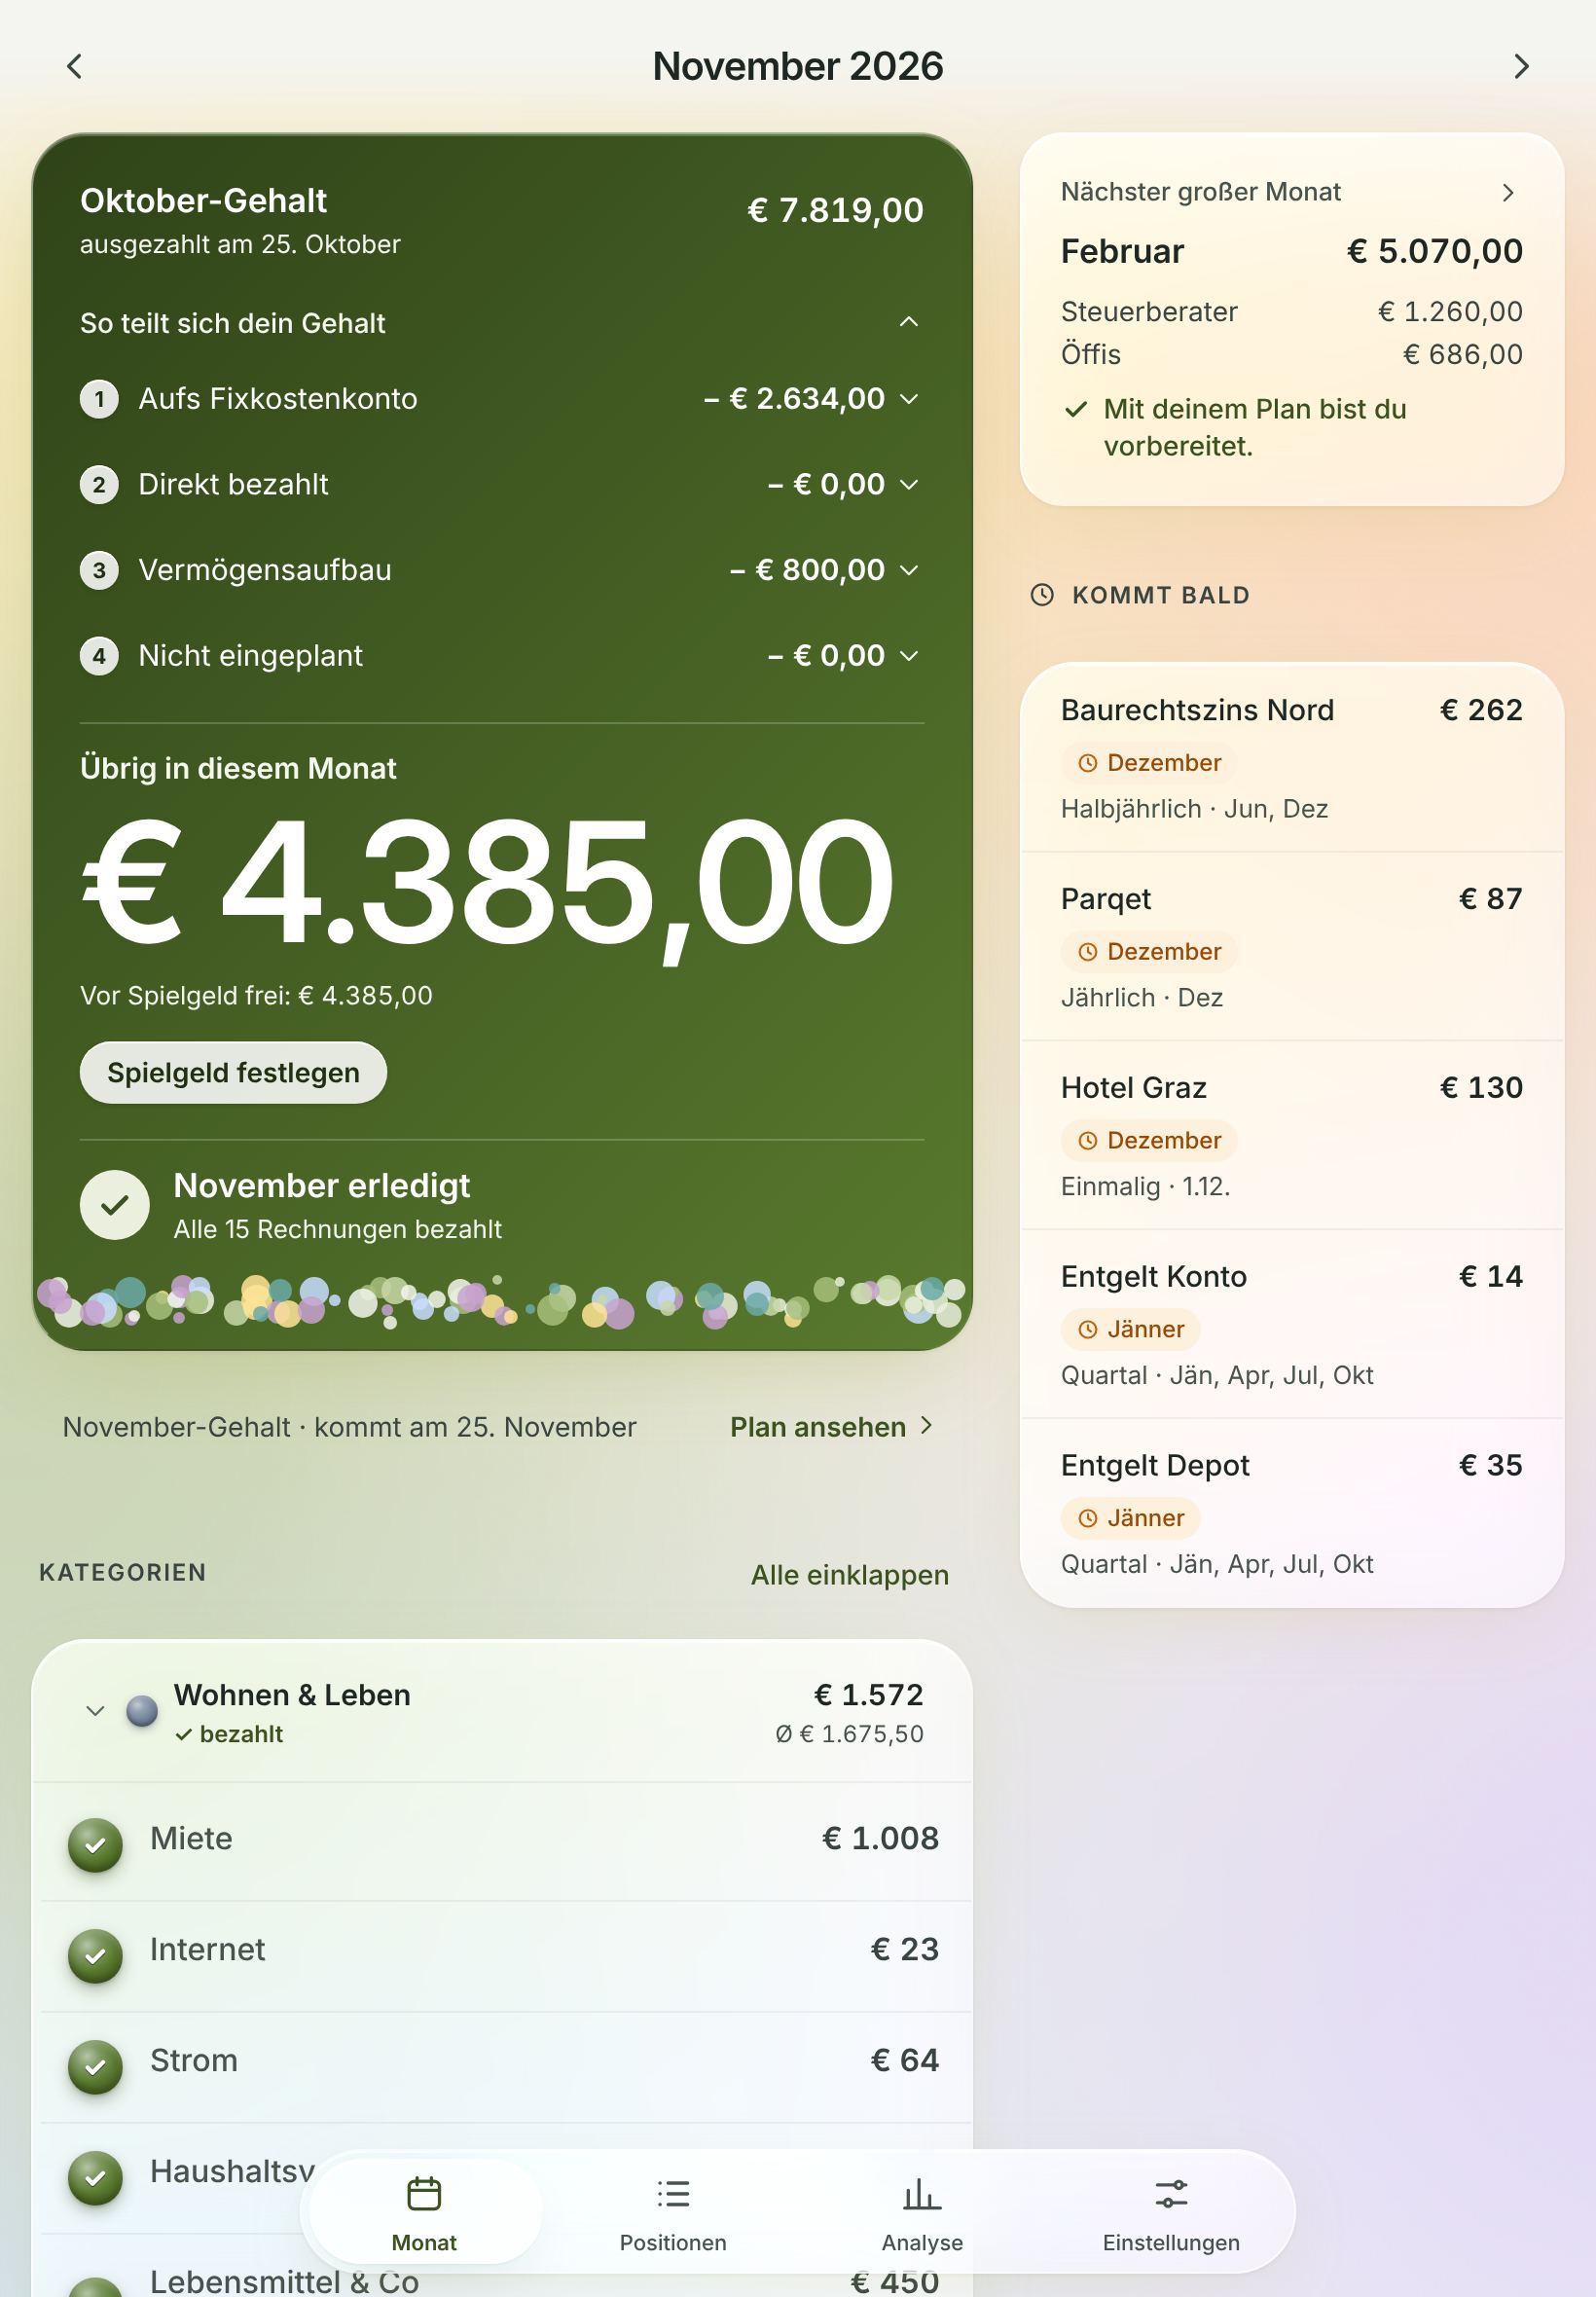 November 2026
Oktober-Gehalt
€ 7.819,00
ausgezahlt am 25. Oktober
So teilt sich dein Gehalt
1 Aufs Fixkostenkonto – € 2.634,00
2 Direkt bezahlt – € 0,00
3 Vermögensaufbau – € 800,00
4 Nicht eingeplant – € 0,00
Übrig in diesem Monat
€ 4.385,00
Vor Spielgeld frei: € 4.385,00
Spielgeld festlegen
November erledigt
Alle 15 Rechnungen bezahlt
November-Gehalt · kommt am 25. November Plan ansehen
KATEGORIEN Alle einklappen
Wohnen & Leben € 1.572
bezahlt Ø € 1.675,50
Miete € 1.008
Internet € 23
Strom € 64
Lebensmittel & Co € 450
Nächster großer Monat
Februar € 5.070,00
Steuerberater € 1.260,00
Öffis € 686,00
Mit deinem Plan bist du
vorbereitet.
KOMMT BALD
Baurechtszins Nord € 262
Dezember
Halbjährlich · Jun, Dez
Parqet € 87
Dezember
Jährlich · Dez
Hotel Graz € 130
Dezember
Einmalig · 1.12.
Entgelt Konto € 14
Jänner
Quartal · Jän, Apr, Jul, Okt
Entgelt Depot € 35
Jänner
Quartal · Jän, Apr, Jul, Okt
Monat Positionen Analyse Einstellungen